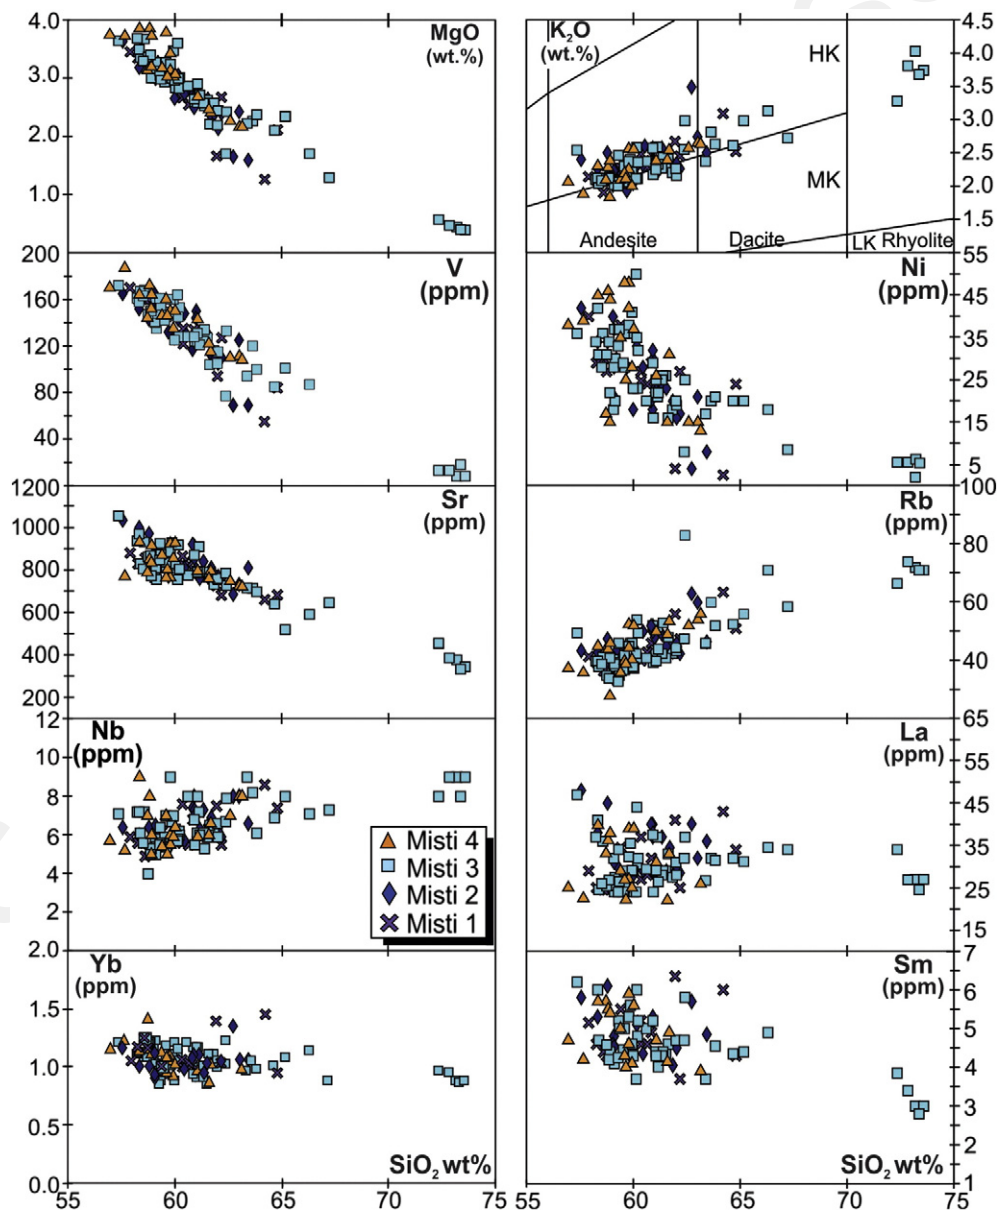 4.0
3.0
2.0
1.0
MgO
(wt.%)
K2O
(wt.%)
HK
MK
Andesite
Dacite
LK Rhyolite
4.5
4.0
3.5
3.0
2.5
2.0
1.5
200
160
120
80
40
V
(ppm)
Ni
(ppm)
55
45
35
25
15
5
1200
1000
800
600
400
200
Sr
(ppm)
Rb
(ppm)
100
80
60
40
12
10
8
6
4
2
Nb
(ppm)
Misti 4
Misti 3
Misti 2
Misti 1
La
(ppm)
65
55
45
35
25
15
2.0
1.5
1.0
0.5
0.0
Yb
(ppm)
SiO2 wt%
Sm
(ppm)
SiO2 wt%
7
6
5
4
3
2
1
55 60 65 70 75
55 60 65 70 75